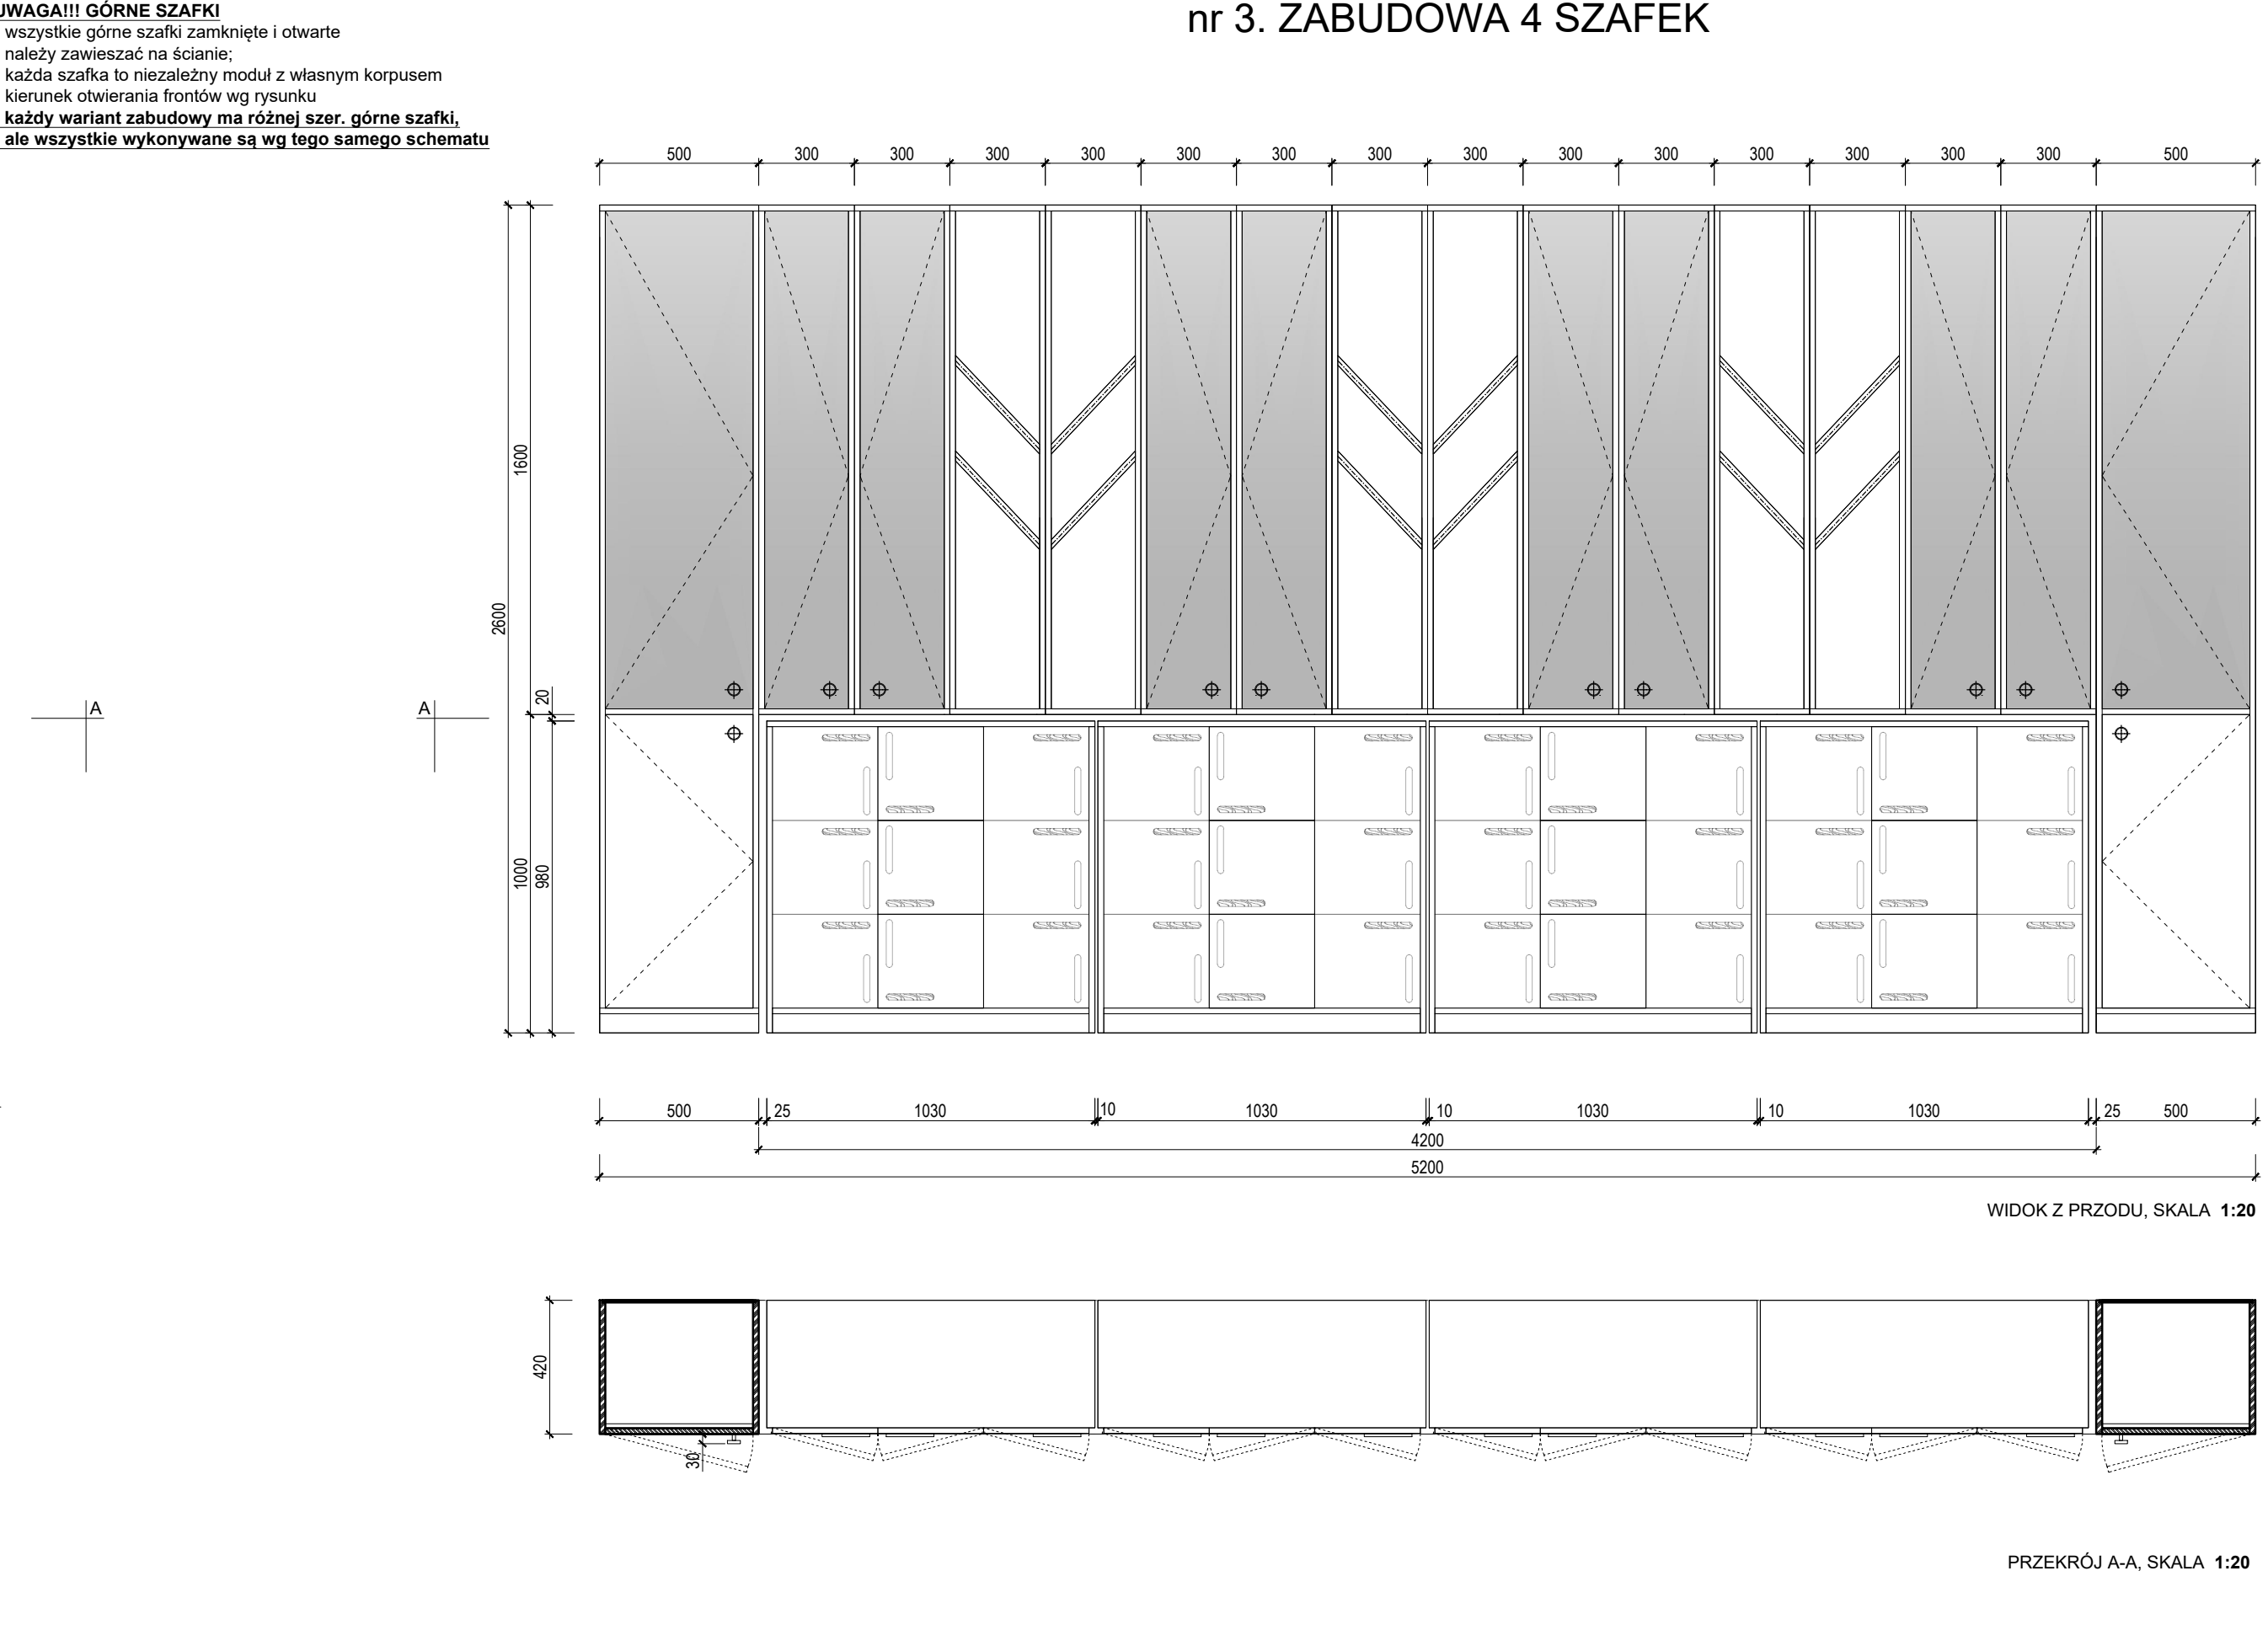 UWAGA!!! GÓRNE SZAFKI
wszystkie górne szafki zamknięte i otwarte
należy zawieszać na ścianie;
każda szafka to niezależny moduł z własnym korpusem
kierunek otwierania frontów wg rysunku
każdy wariant zabudowy ma różnej szer. górne szafki,
ale wszystkie wykonywane są wg tego samego schematu
nr 3. ZABUDOWA 4 SZAFEK
500 300 300 300 300 300 300 300 300 300 300 300 300 300 300 500
2600
1600
20
1000
980
A A
500 25 1030 10 1030 10 1030 10 1030 25 500
4200
5200
WIDOK Z PRZODU, SKALA 1:20
420
30
PRZEKRÓJ A-A, SKALA 1:20